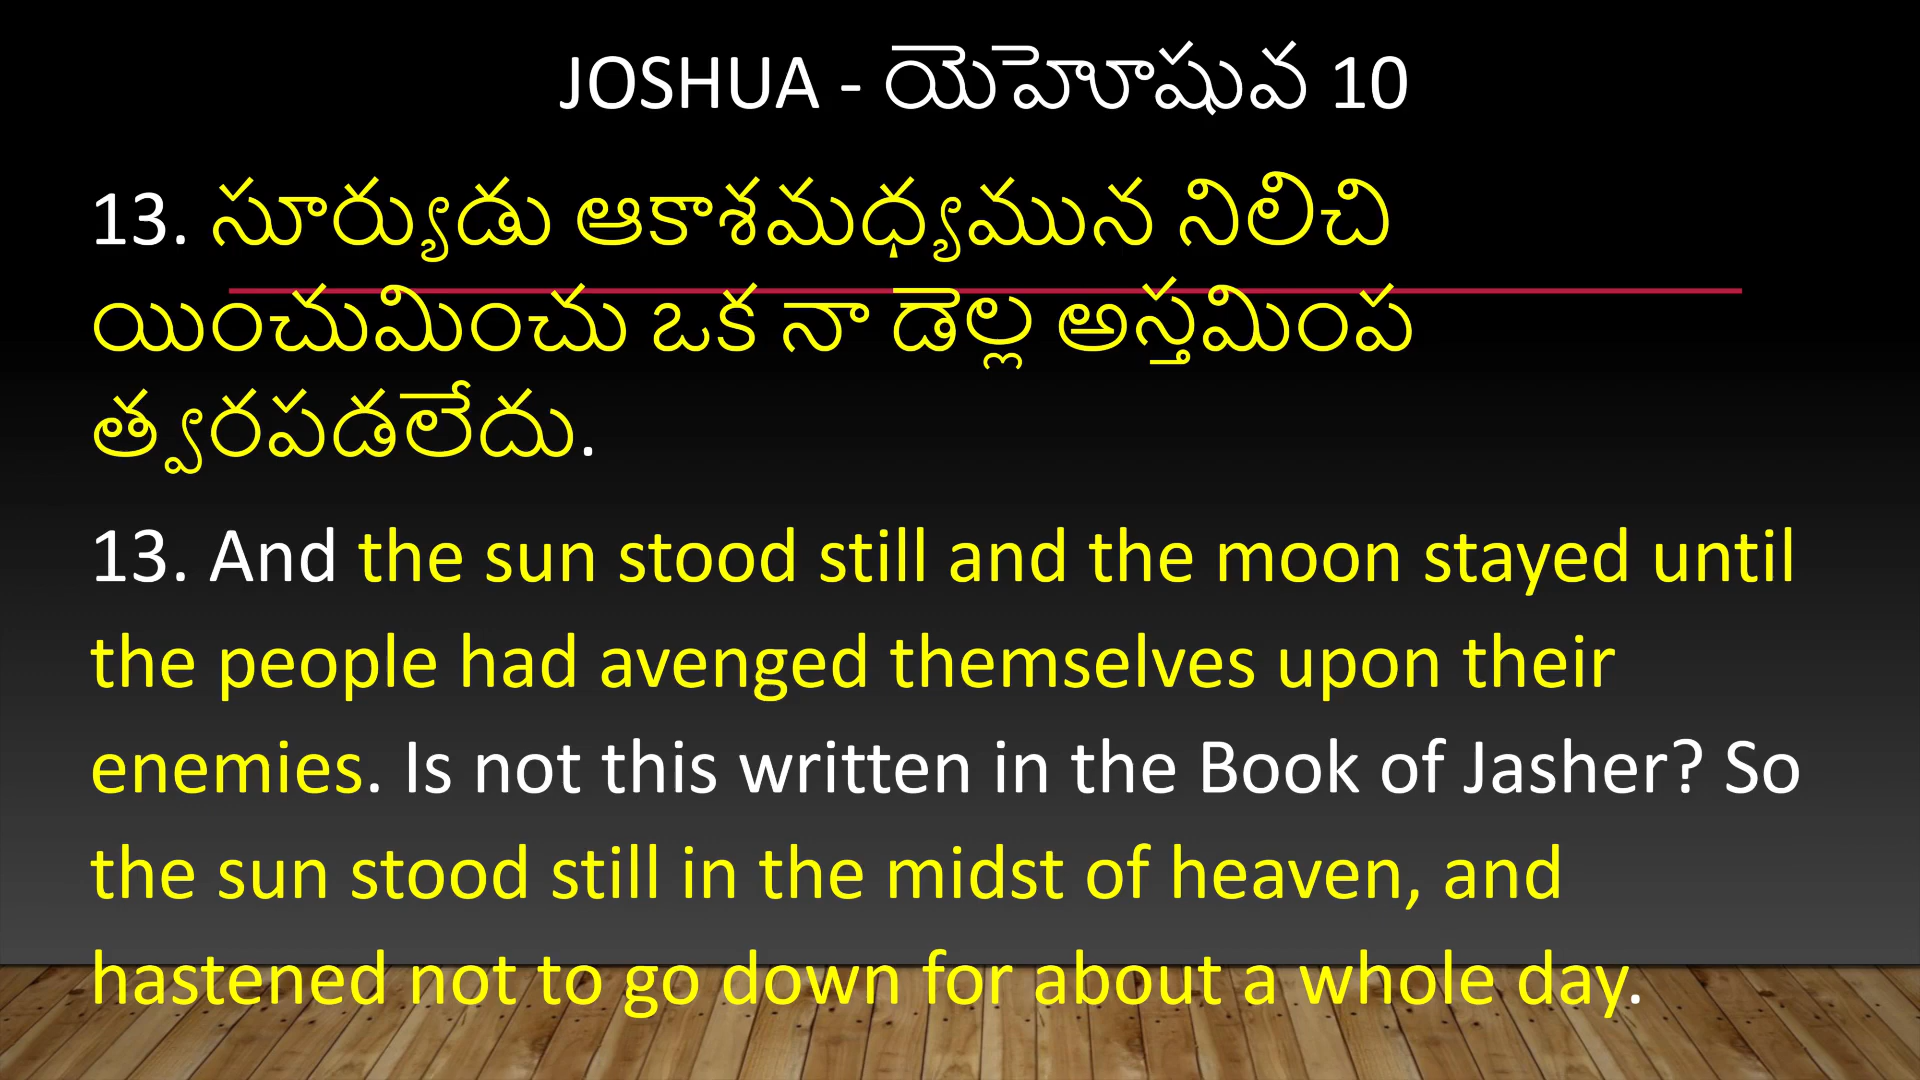 JOSHUA - యెహెూషువ 10
13. సూర్యుడు ఆకాశమధ్యమున నిలిచి
యించుమించు ఒక నా డెల్ల అస్తమింప
త్వరపడలేదు.
13. And the sun stood still and the moon stayed until
the people had avenged themselves upon their
enemies. Is not this written in the Book of Jasher? So
the sun stood still in the midst of heaven, and
hastened not to go down for about a whole day.